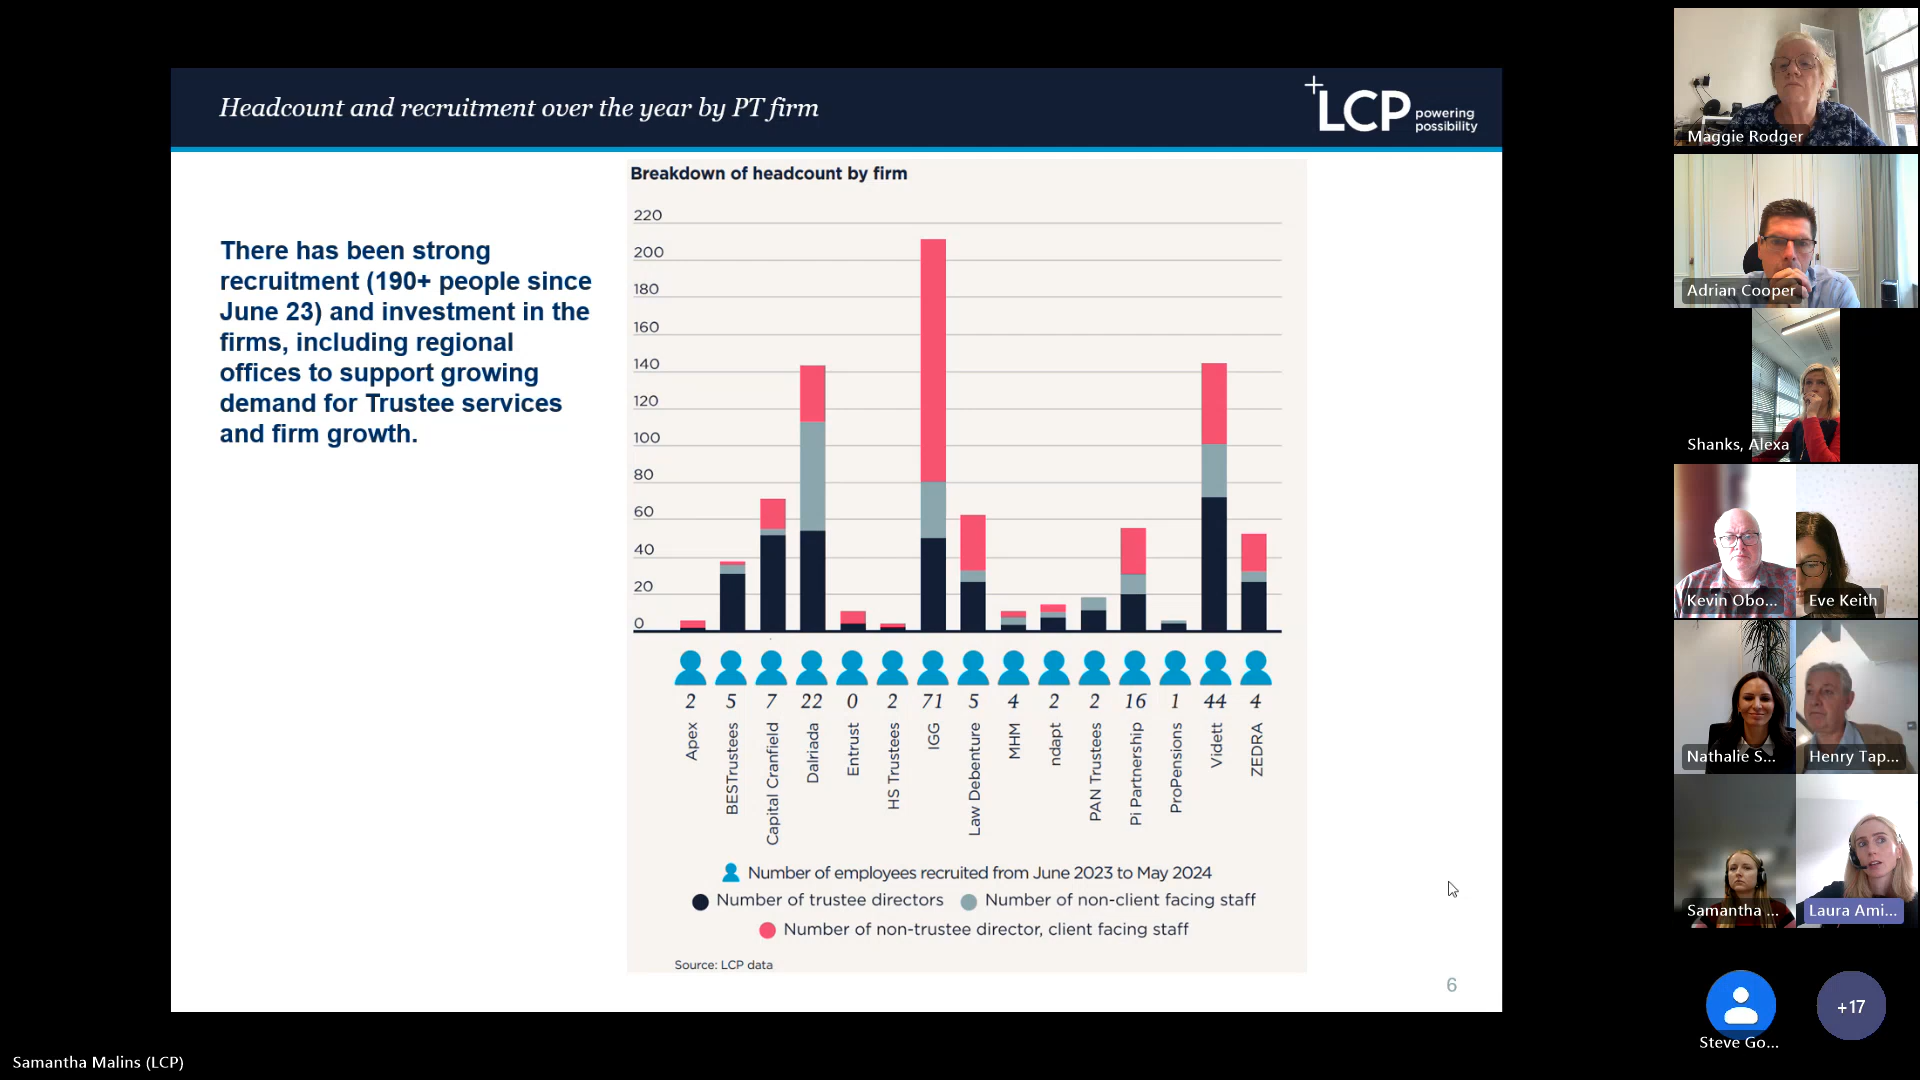 Headcount and recruitment over the year by PT firm
LCP powering possibility
There has been strong
recruitment (190+ people since
June 23) and investment in the
firms, including regional
offices to support growing
demand for Trustee services
and firm growth.
Breakdown of headcount by firm
220
200
180
160
140
120
100
80
60
40
20
0
2 5 7 22 0 2 71 5 4 2 2 16 1 44 4
Apex
BESTrustees
Capital Cranfield
Dalriada
Entrust
HS Trustees
IGG
Law Debenture
MHM
ndapt
PAN Trustees
Pi Partnership
ProPensions
Vidett
ZEDRA
Number of employees recruited from June 2023 to May 2024
Number of trustee directors Number of non-client facing staff
Number of non-trustee director, client facing staff
Source: LCP data
6
Maggie Rodger
Adrian Cooper
Shanks, Alexa
Kevin Obo... Eve Keith
Nathalie S... Henry Tap...
Samantha ... Laura Ami...
+17
Steve Go...
Samantha Malins (LCP)